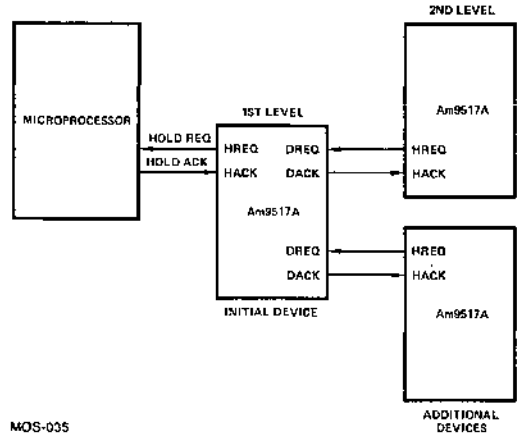 2ND LEVEL
Am9517A
MICROPROCESSOR
1ST LEVEL
HOLD REQ
HREQ
DREQ
HREQ
HOLD ACK
HACK
DACK
HACK
Am9517A
DREQ
HREQ
DACK
HACK
INITIAL DEVICE
Am9517A
ADDITIONAL
DEVICES
MOS-035